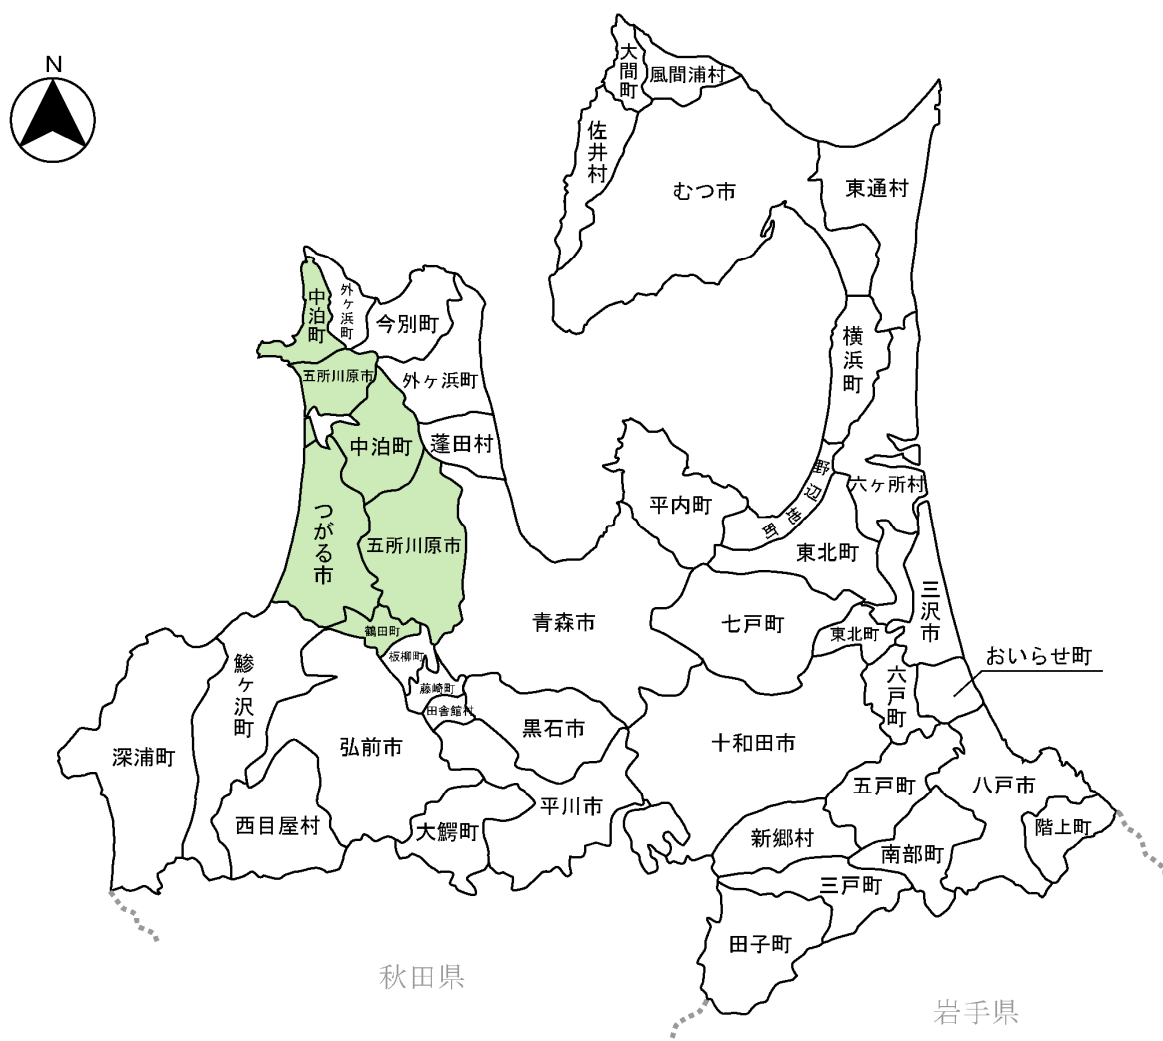 N
大間町
風間浦村
佐井村
むつ市
東通村
中泊町
外ヶ浜町
今別町
横浜町
五所川原市
外ヶ浜町
中泊町
蓬田村
野辺地町
六ヶ所村
平内町
つがる市
五所川原市
東北町
三沢市
青森市
七戸町
鶴田町
東北町
板柳町
おいらせ町
鰺ヶ沢町
藤崎町
六戸町
田舎館村
黒石市
弘前市
十和田市
深浦町
五戸町
八戸市
平川市
西目屋村
大鰐町
新郷村
階上町
南部町
三戸町
田子町
秋田県
岩手県